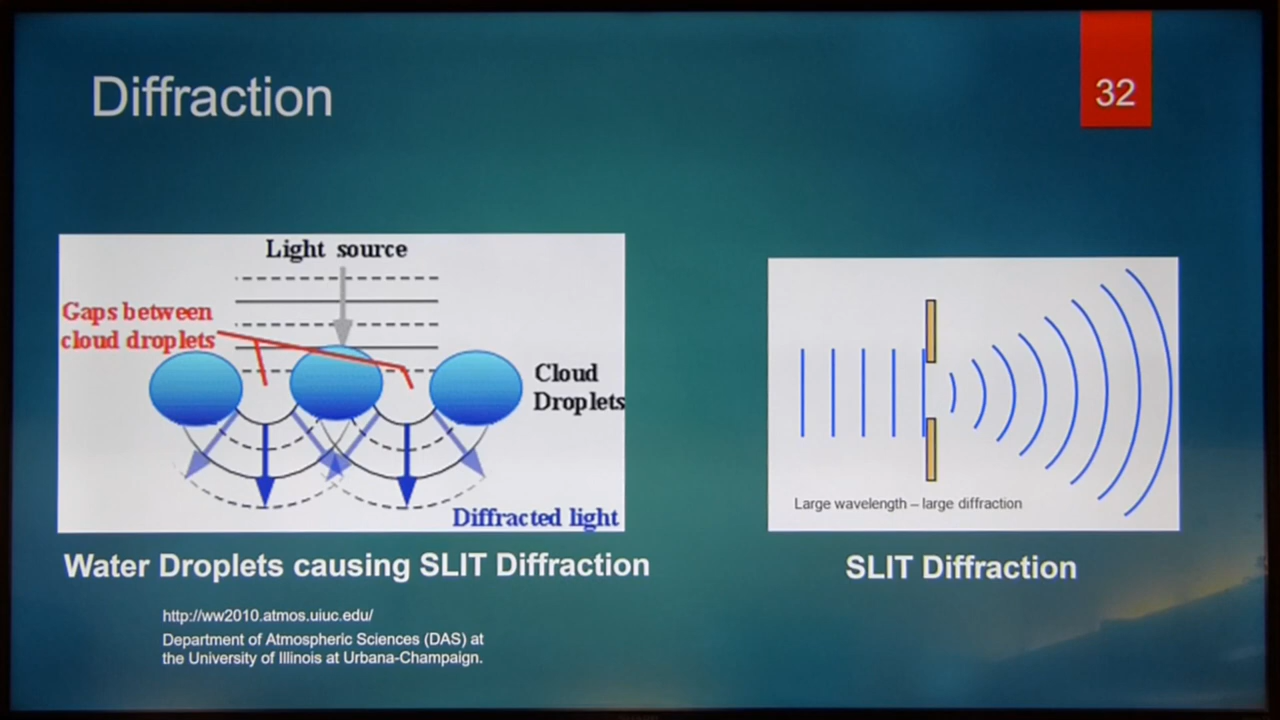 Diffraction
32
Light source
Gaps between
cloud droplets
Cloud
Droplets
Diffracted light
Water Droplets causing SLIT Diffraction
http://ww2010.atmos.uiuc.edu/
Department of Atmospheric Sciences (DAS) at
the University of Illinois at Urbana-Champaign.
Large wavelength – large diffraction
SLIT Diffraction